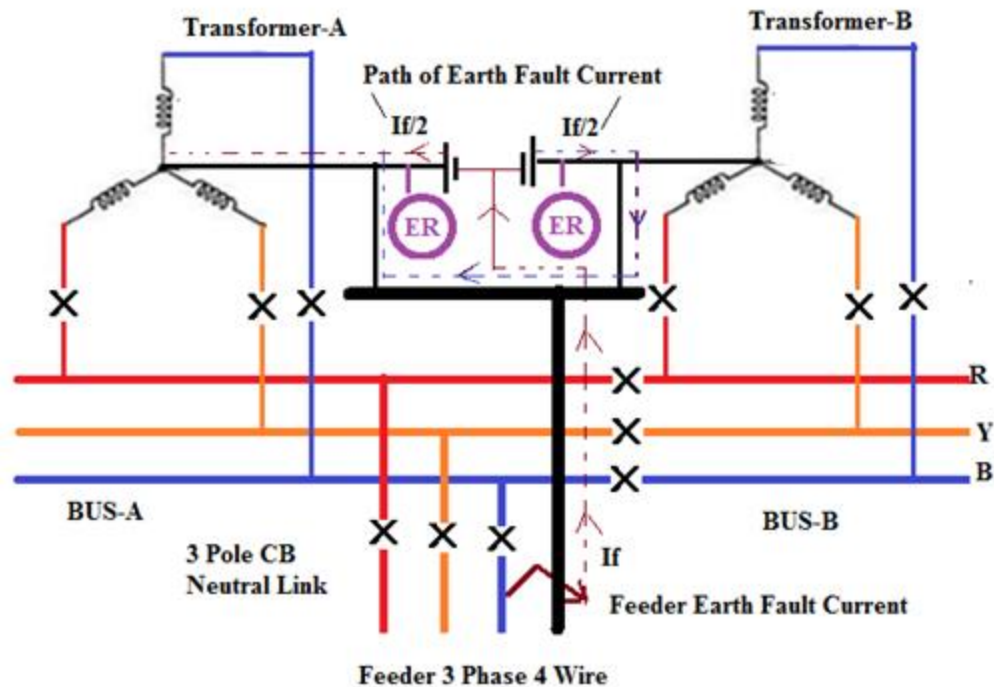 Transformer-A
Transformer-B
Path of Earth Fault Current
If/2
If/2
ER
ER
R
Y
B
BUS-A
BUS-B
3 Pole CB
Neutral Link
If
Feeder Earth Fault Current
Feeder 3 Phase 4 Wire